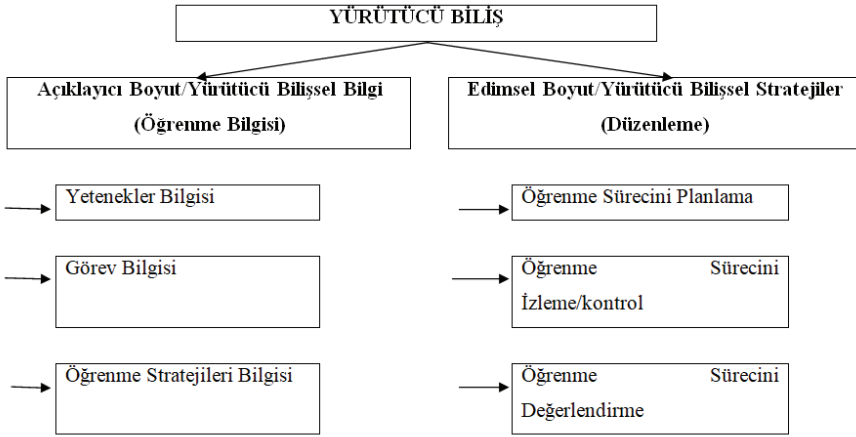 YÜRÜTÜCÜ BİLİŞ
Açıklayıcı Boyut/Yürütücü Bilişsel Bilgi
(Öğrenme Bilgisi)
Edimsel Boyut/Yürütücü Bilişsel Stratejiler
(Düzenleme)
Yetenekler Bilgisi
Görev Bilgisi
Öğrenme Stratejileri Bilgisi
Öğrenme Sürecini Planlama
Öğrenme Sürecini
İzleme/kontrol
Öğrenme Sürecini
Değerlendirme